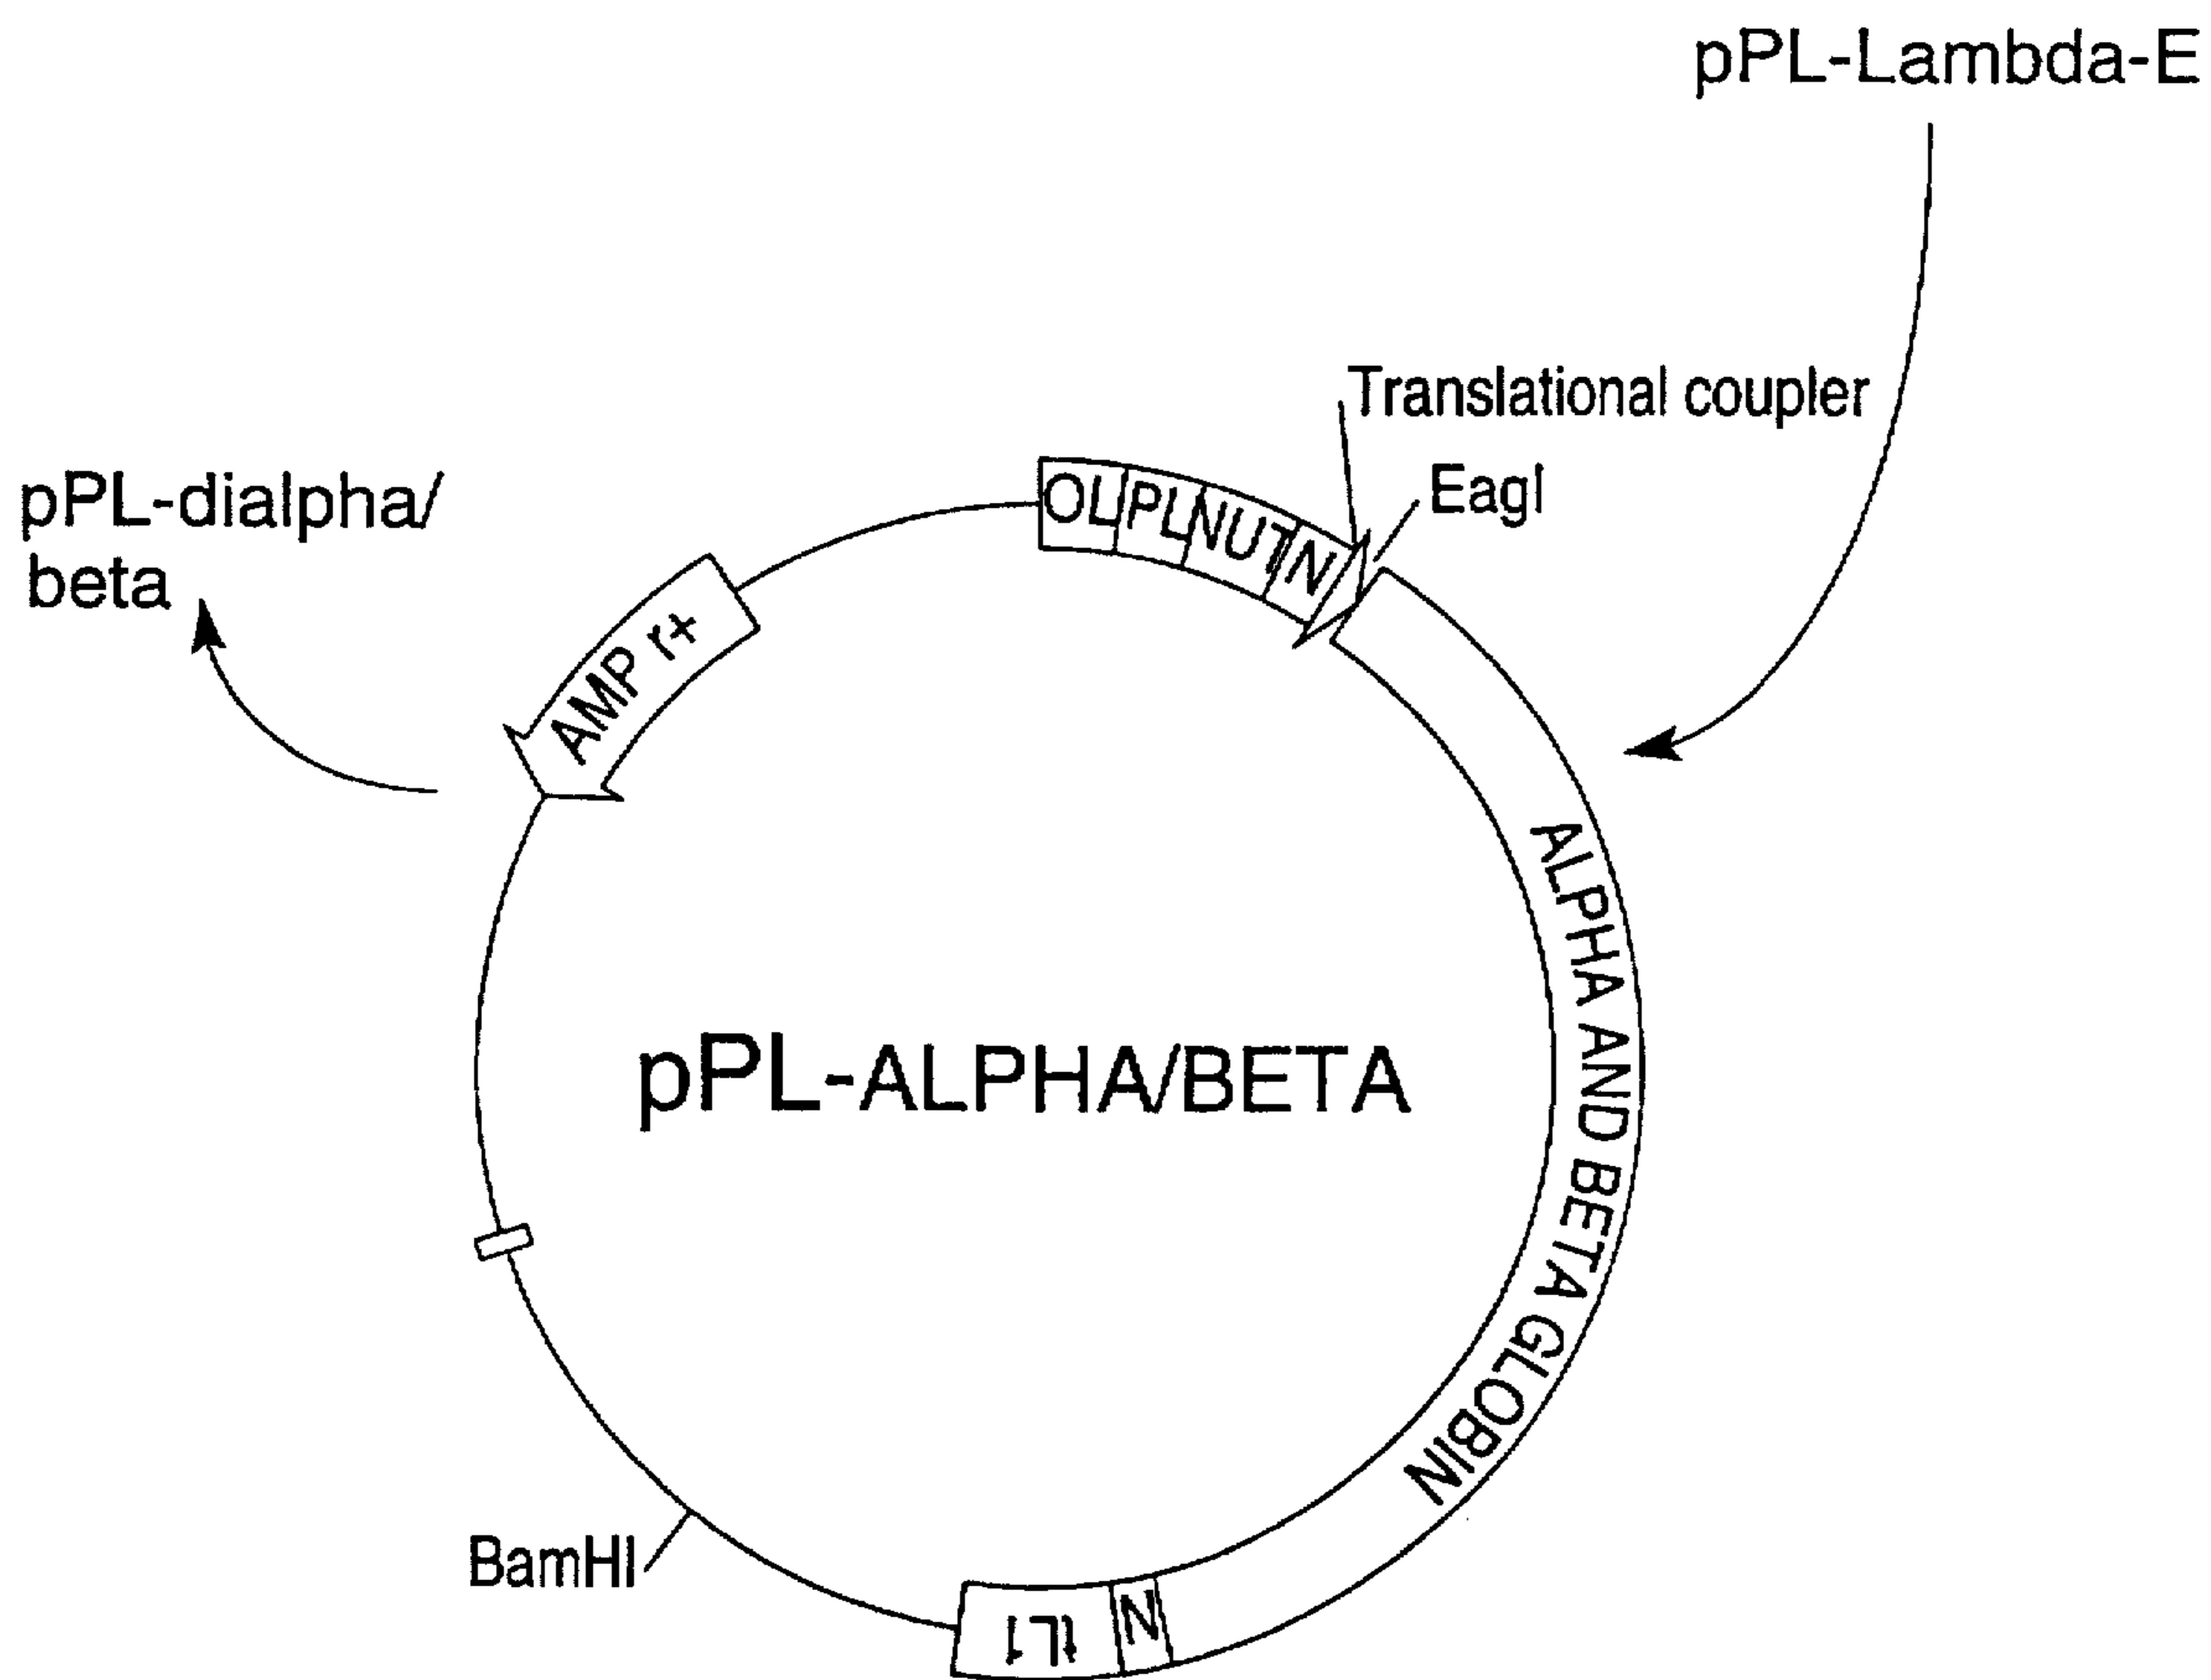 pPL-Lambda-E
Translational coupler
EagI
pPL-dialpha/
beta
OL PL NUT N
AMP r+
ALPHA AND BETA GLOBIN
pPL-ALPHA/BETA
BamHI
N
tL1